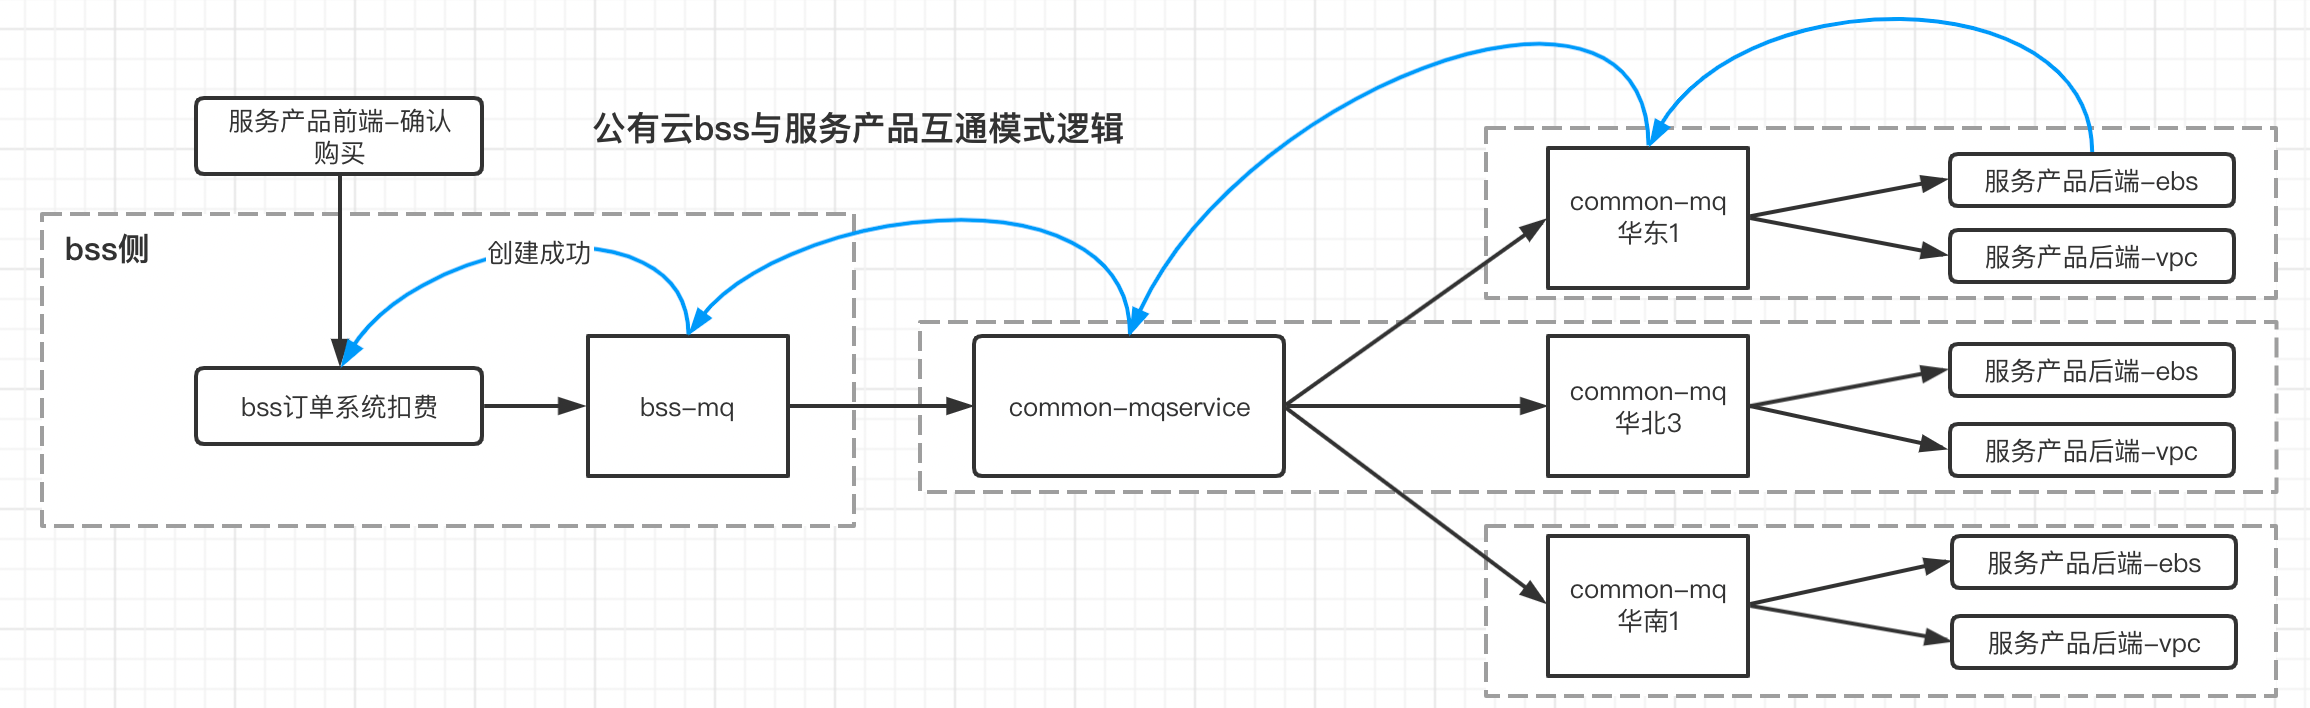 服务产品前端-确认
购买
公有云bss与服务产品互通模式逻辑
bss侧
创建成功
bss订单系统扣费
bss-mq
common-mqservice
common-mq
华东1
服务产品后端-ebs
服务产品后端-vpc
common-mq
华北3
服务产品后端-ebs
服务产品后端-vpc
common-mq
华南1
服务产品后端-ebs
服务产品后端-vpc